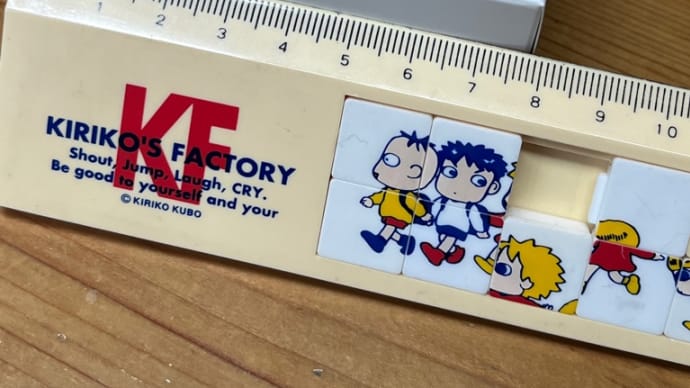 1 2 3 4 5 6 7 8 9 10
KF
KIRIKO'S FACTORY
Shout, Jump, Laugh, CRY.
Be good to yourself and your
© KIRIKO KUBO